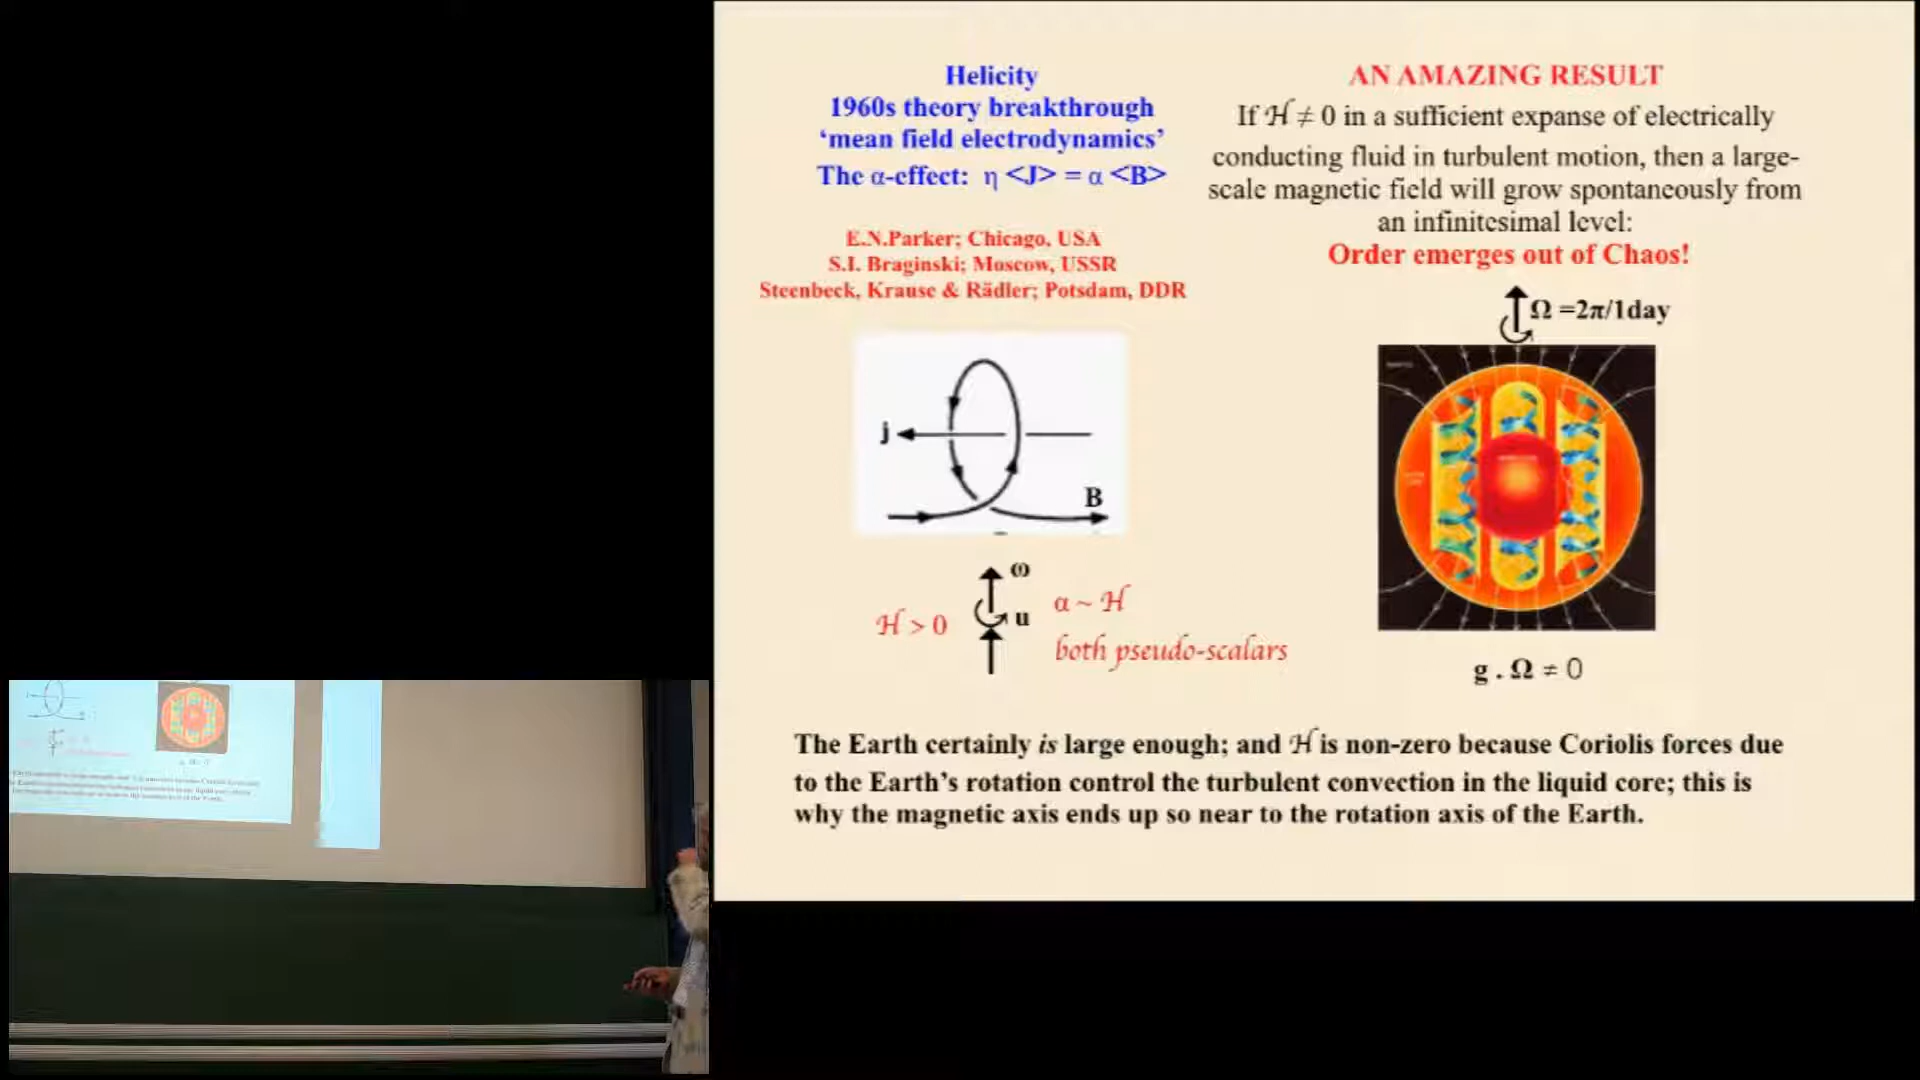 Helicity
1960s theory breakthrough
‘mean field electrodynamics’
The α-effect: η <J> = α <B>
E.N.Parker; Chicago, USA
S.I. Braginski; Moscow, USSR
Steenbeck, Krause & Rädler; Potsdam, DDR
j
B
ω
u
ℋ > 0
α ~ ℋ
both pseudo-scalars
AN AMAZING RESULT
If ℋ ≠ 0 in a sufficient expanse of electrically
conducting fluid in turbulent motion, then a large-
scale magnetic field will grow spontaneously from
an infinitesimal level:
Order emerges out of Chaos!
Ω =2π/1day
g . Ω ≠ 0
The Earth certainly is large enough; and ℋ is non-zero because Coriolis forces due
to the Earth’s rotation control the turbulent convection in the liquid core; this is
why the magnetic axis ends up so near to the rotation axis of the Earth.